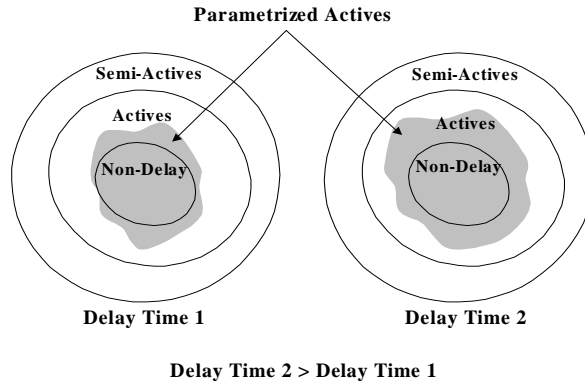 Parametrized Actives
Semi-Actives
Actives
Non-Delay
Delay Time 1
Semi-Actives
Actives
Non-Delay
Delay Time 2
Delay Time 2 > Delay Time 1